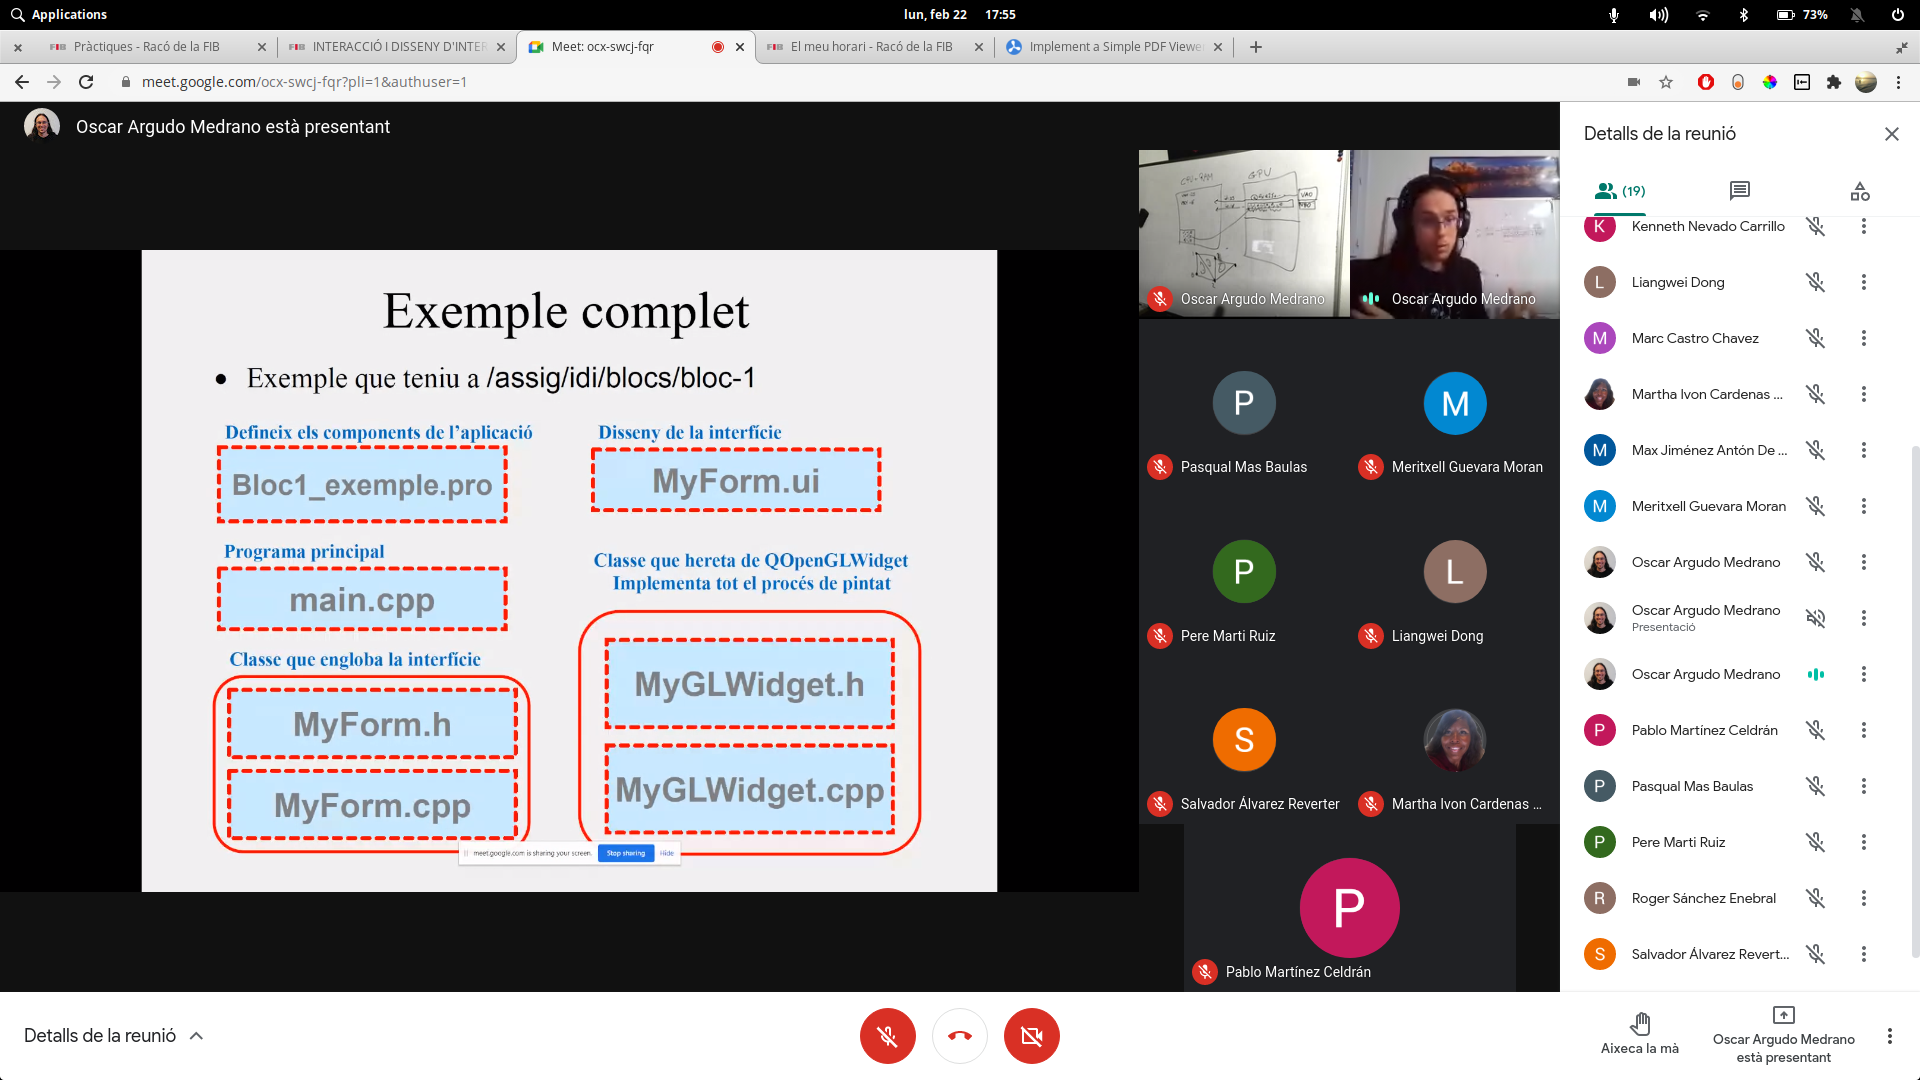 Applications
lun, feb 22 17:55
73%
Pràctiques - Racó de la FIB
INTERACCIÓ I DISSENY D'INTER
Meet: ocx-swcj-fqr
El meu horari - Racó de la FIB
Implement a Simple PDF Viewe
meet.google.com/ocx-swcj-fqr?pli=1&authuser=1
Oscar Argudo Medrano està presentant
Exemple complet
• Exemple que teniu a /assig/idi/blocs/bloc-1
Defineix els components de l'aplicació
Bloc1_exemple.pro
Disseny de la interfície
MyForm.ui
Programa principal
main.cpp
Classe que hereta de QOpenGLWidget
Implementa tot el procés de pintat
MyGLWidget.h
MyGLWidget.cpp
Classe que engloba la interfície
MyForm.h
MyForm.cpp
meet.google.com is sharing your screen.
Stop sharing
Hide
GPU
Oscar Argudo Medrano
Oscar Argudo Medrano
P
Pasqual Mas Baulas
M
Meritxell Guevara Moran
P
Pere Marti Ruiz
L
Liangwei Dong
S
Salvador Álvarez Reverter
Martha Ivon Cardenas ...
P
Pablo Martínez Celdrán
Detalls de la reunió
(19)
K Kenneth Nevado Carrillo
L Liangwei Dong
M Marc Castro Chavez
Martha Ivon Cardenas ...
M Max Jiménez Antón De ...
M Meritxell Guevara Moran
Oscar Argudo Medrano
Oscar Argudo Medrano
Presentació
Oscar Argudo Medrano
P Pablo Martínez Celdrán
P Pasqual Mas Baulas
P Pere Marti Ruiz
R Roger Sánchez Enebral
S Salvador Álvarez Revert...
Detalls de la reunió
Aixeca la mà
Oscar Argudo Medrano
està presentant